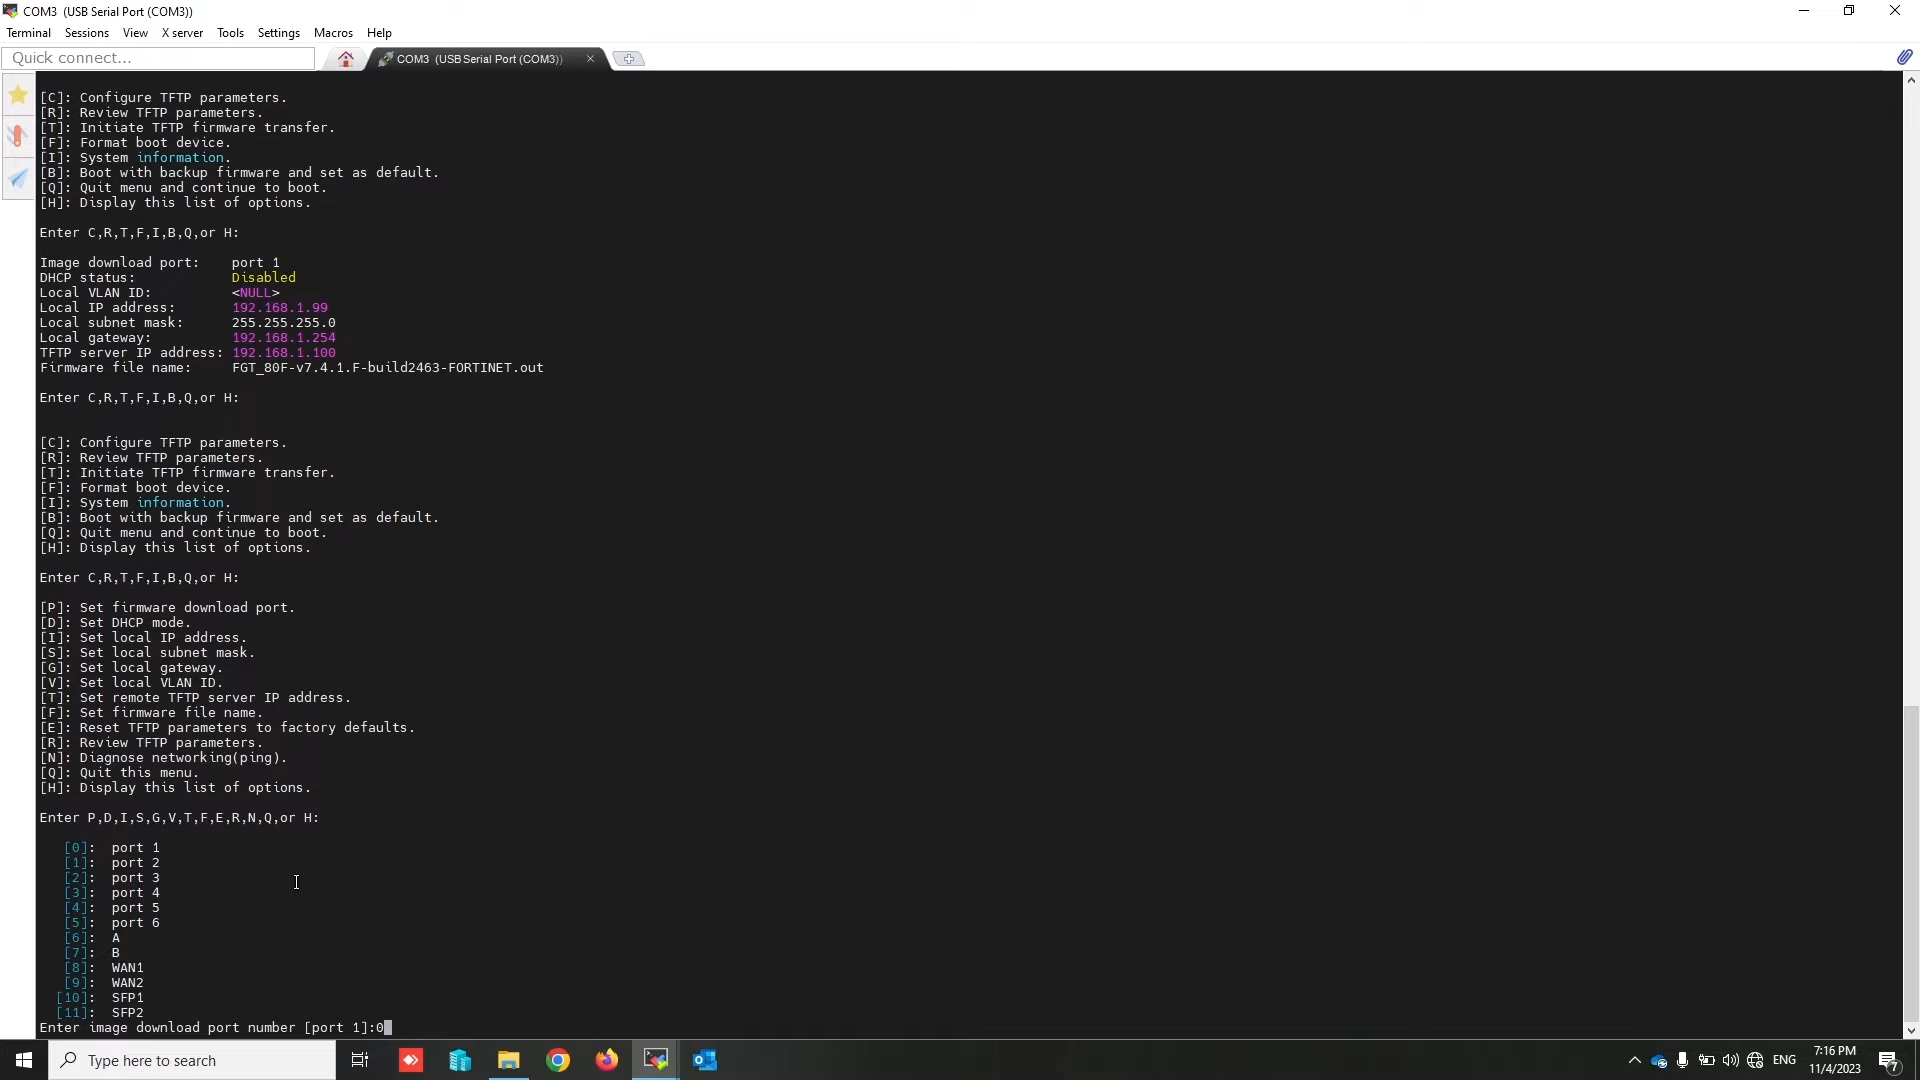 COM3  (USB Serial Port (COM3))
Terminal Sessions View X server Tools Settings Macros Help
Quick connect... COM3  (USB Serial Port (COM3))
[C]: Configure TFTP parameters.
[R]: Review TFTP parameters.
[T]: Initiate TFTP firmware transfer.
[F]: Format boot device.
[I]: System information.
[B]: Boot with backup firmware and set as default.
[Q]: Quit menu and continue to boot.
[H]: Display this list of options.
Enter C,R,T,F,I,B,Q,or H:
Image download port:    port 1
DHCP status:            Disabled
Local VLAN ID:          <NULL>
Local IP address:       192.168.1.99
Local subnet mask:      255.255.255.0
Local gateway:          192.168.1.254
TFTP server IP address: 192.168.1.100
Firmware file name:     FGT_80F-v7.4.1.F-build2463-FORTINET.out
Enter C,R,T,F,I,B,Q,or H:
[C]: Configure TFTP parameters.
[R]: Review TFTP parameters.
[T]: Initiate TFTP firmware transfer.
[F]: Format boot device.
[I]: System information.
[B]: Boot with backup firmware and set as default.
[Q]: Quit menu and continue to boot.
[H]: Display this list of options.
Enter C,R,T,F,I,B,Q,or H:
[P]: Set firmware download port.
[D]: Set DHCP mode.
[I]: Set local IP address.
[S]: Set local subnet mask.
[G]: Set local gateway.
[V]: Set local VLAN ID.
[T]: Set remote TFTP server IP address.
[F]: Set firmware file name.
[E]: Reset TFTP parameters to factory defaults.
[R]: Review TFTP parameters.
[N]: Diagnose networking(ping).
[Q]: Quit this menu.
[H]: Display this list of options.
Enter P,D,I,S,G,V,T,F,E,R,N,Q,or H:
[0]:  port 1
[1]:  port 2
[2]:  port 3
[3]:  port 4
[4]:  port 5
[5]:  port 6
[6]:  A
[7]:  B
[8]:  WAN1
[9]:  WAN2
[10]:  SFP1
[11]:  SFP2
Enter image download port number [port 1]:0
Type here to search
ENG
7:16 PM
11/4/2023
7